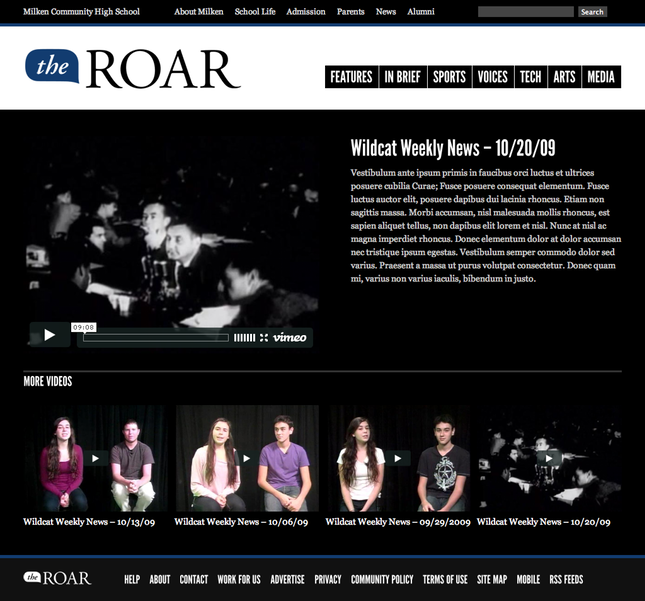 Milken Community High School About Milken School Life Admission Parents News Alumni Search
the ROAR
FEATURES IN BRIEF SPORTS VOICES TECH ARTS MEDIA
Wildcat Weekly News – 10/20/09
Vestibulum ante ipsum primis in faucibus orci luctus et ultrices
posuere cubilia Curae; Fusce posuere consequat elementum. Fusce
luctus auctor elit, posuere dapibus dui lacinia rhoncus. Etiam non
sagittis massa. Morbi accumsan, nisl malesuada mollis rhoncus, est
sapien aliquet tellus, non dapibus elit lorem et nisl. Nunc at nisl ac
magna imperdiet rhoncus. Donec elementum dolor at dolor accumsan
nec tristique ipsum egestas. Vestibulum semper commodo dolor sed
varius. Praesent a massa ut purus volutpat consectetur. Donec quam
mi, varius non varius iaculis, bibendum in justo.
09:08
vimeo
MORE VIDEOS
Wildcat Weekly News – 10/13/09 Wildcat Weekly News – 10/06/09 Wildcat Weekly News – 09/29/2009 Wildcat Weekly News – 10/20/09
the ROAR HELP ABOUT CONTACT WORK FOR US ADVERTISE PRIVACY COMMUNITY POLICY TERMS OF USE SITE MAP MOBILE RSS FEEDS